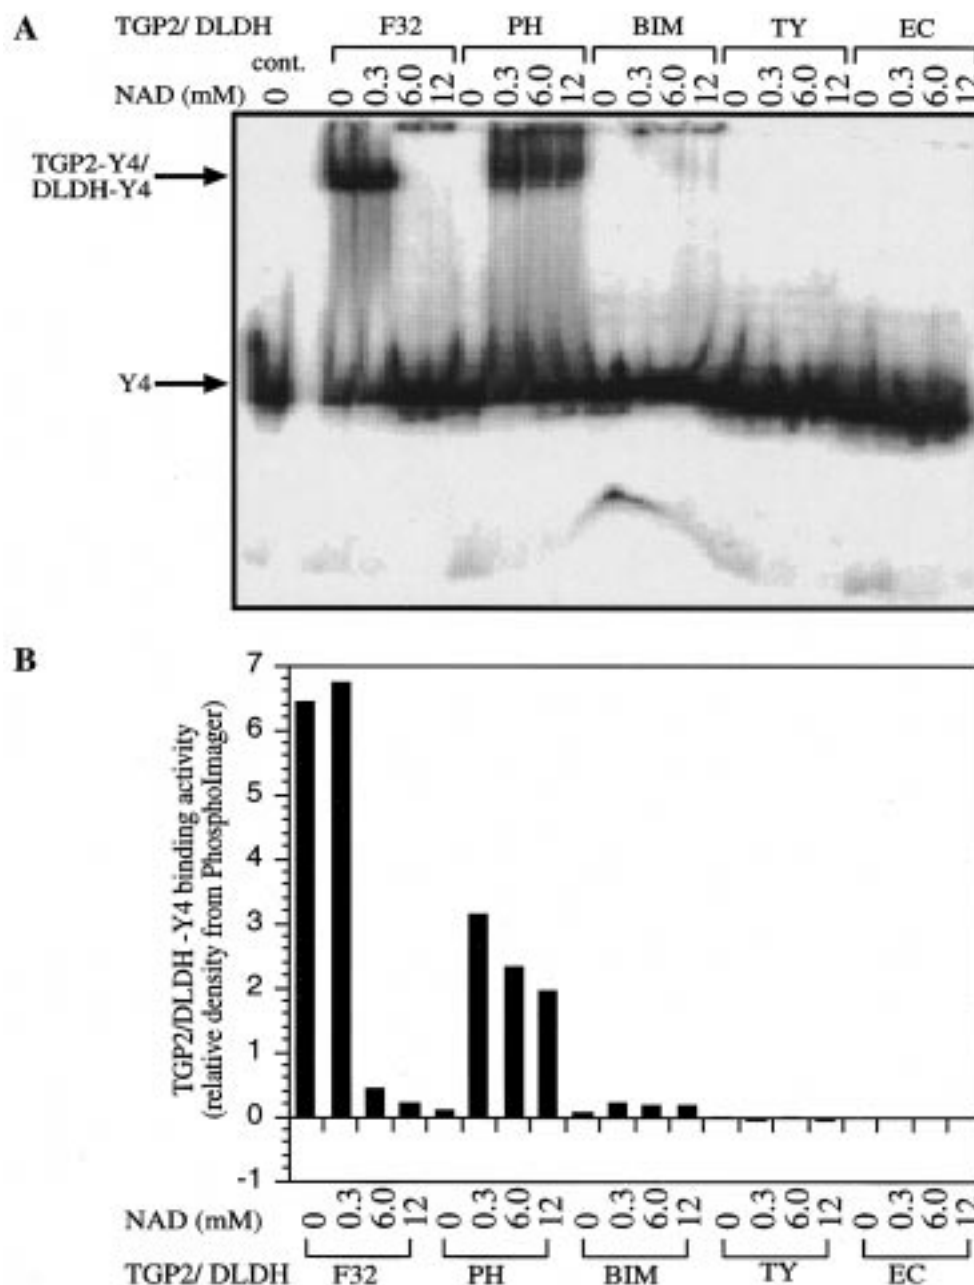 A
TGP2/ DLDH F32 PH BIM TY EC
cont.
NAD (mM) 0 0 0.3 6.0 12 0 0.3 6.0 12 0 0.3 6.0 12 0 0.3 6.0 12 0 0.3 6.0 12
TGP2-Y4/
DLDH-Y4
Y4
B
TGP2/DLDH -Y4 binding activity
(relative density from PhosphoImager)
7
6
5
4
3
2
1
0
-1
NAD (mM) 0 0.3 6.0 12 0 0.3 6.0 12 0 0.3 6.0 12 0 0.3 6.0 12 0 0.3 6.0 12
TGP2/ DLDH F32 PH BIM TY EC